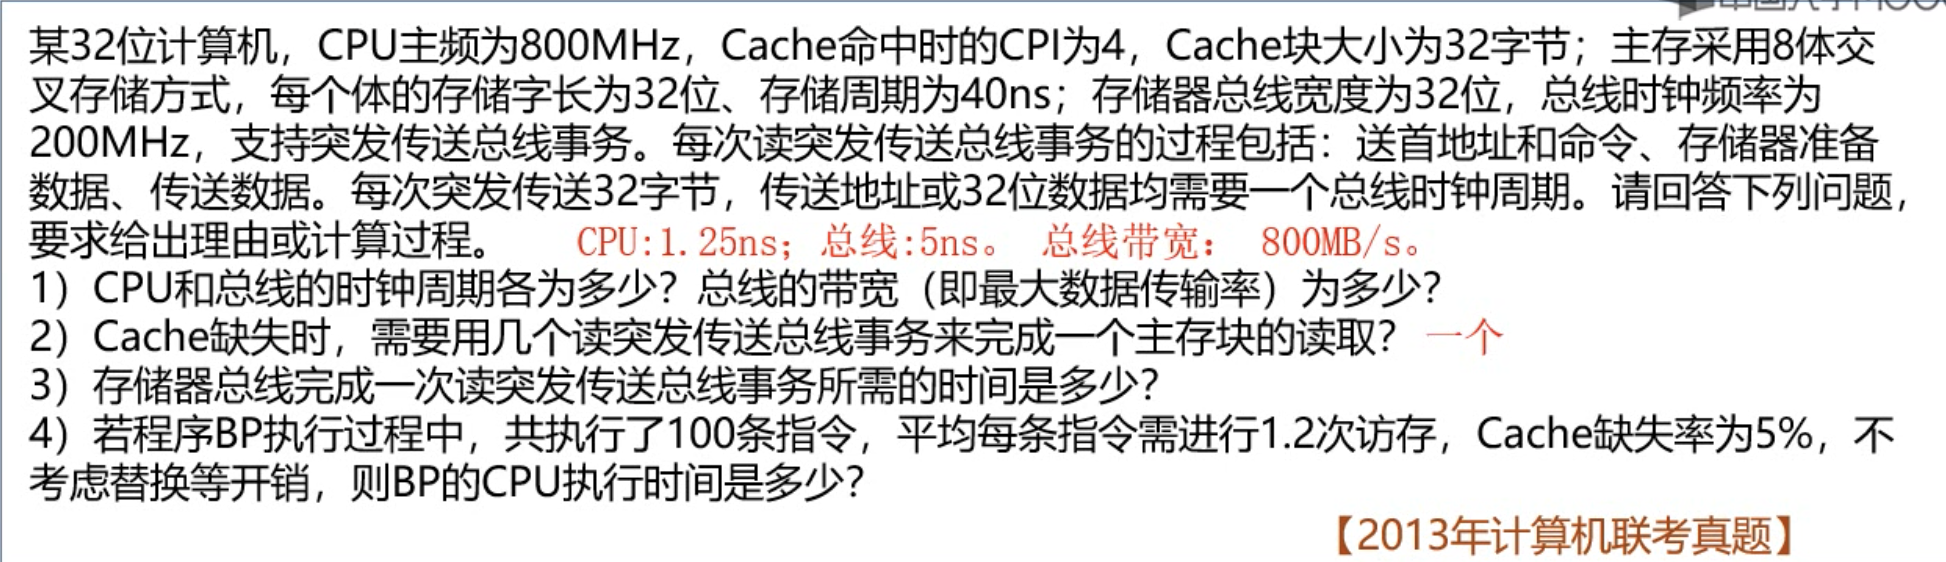 某32位计算机，CPU主频为800MHz，Cache命中时的CPI为4，Cache块大小为32字节；主存采用8体交
叉存储方式，每个体的存储字长为32位、存储周期为40ns；存储器总线宽度为32位，总线时钟频率为
200MHz，支持突发传送总线事务。每次读突发传送总线事务的过程包括：送首地址和命令、存储器准备
数据、传送数据。每次突发传送32字节，传送地址或32位数据均需要一个总线时钟周期。请回答下列问题，
要求给出理由或计算过程。 CPU:1.25ns；总线:5ns。 总线带宽： 800MB/s。
1）CPU和总线的时钟周期各为多少？总线的带宽（即最大数据传输率）为多少？
2）Cache缺失时，需要用几个读突发传送总线事务来完成一个主存块的读取？ 一个
3）存储器总线完成一次读突发传送总线事务所需的时间是多少？
4）若程序BP执行过程中，共执行了100条指令，平均每条指令需进行1.2次访存，Cache缺失率为5%，不
考虑替换等开销，则BP的CPU执行时间是多少？
【2013年计算机联考真题】